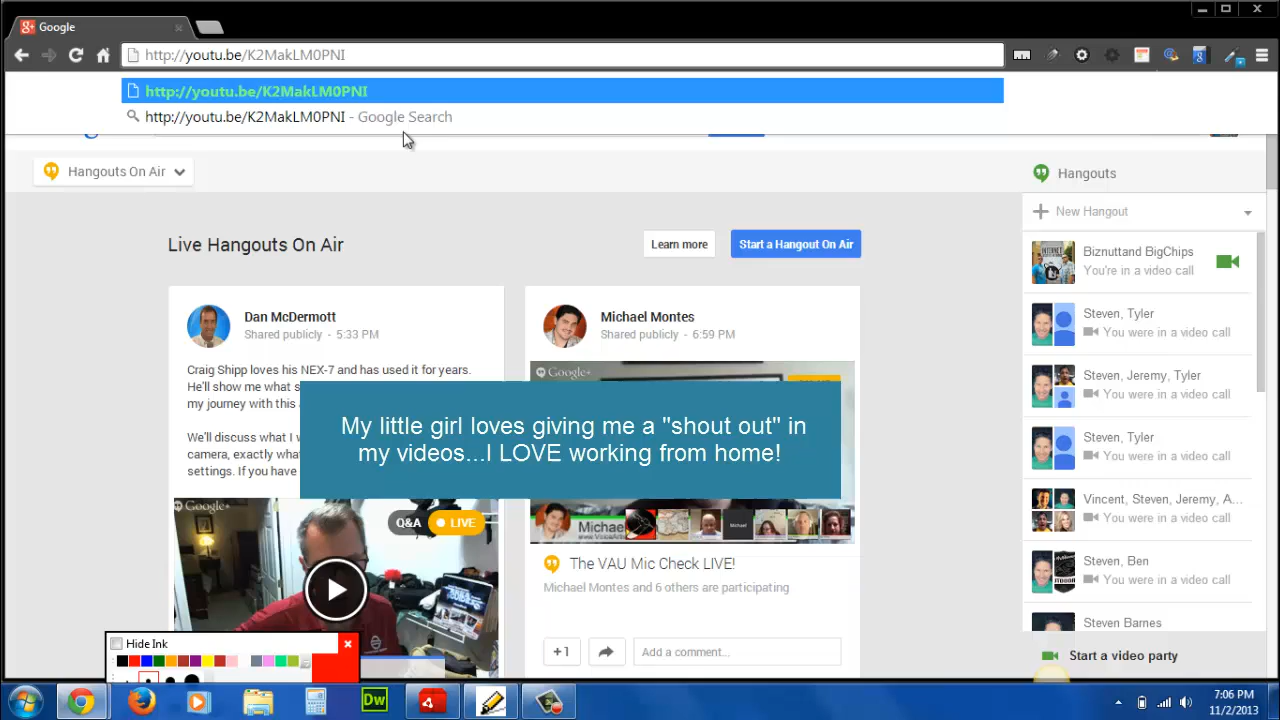 Google
http://youtu.be/K2MakLM0PNI
http://youtu.be/K2MakLM0PNI
http://youtu.be/K2MakLM0PNI - Google Search
Hangouts On Air
Hangouts
New Hangout
Live Hangouts On Air
Learn more
Start a Hangout On Air
Biznuttand BigChips
You're in a video call
Dan McDermott
Shared publicly - 5:33 PM
Michael Montes
Shared publicly - 6:59 PM
Steven, Tyler
You were in a video call
Craig Shipp loves his NEX-7 and has used it for years.
He'll show me what s
my journey with this
We'll discuss what I w
camera, exactly what
settings. If you have
Google+
My little girl loves giving me a "shout out" in
my videos...I LOVE working from home!
Steven, Jeremy, Tyler
You were in a video call
Steven, Tyler
You were in a video call
Vincent, Steven, Jeremy, A...
You were in a video call
Google+
Q&A
LIVE
Michael
Michael
The VAU Mic Check LIVE!
Michael Montes and 6 others are participating
Steven, Ben
You were in a video call
Steven Barnes
+1
Add a comment...
Start a video party
Hide Ink
Dw
7:06 PM
11/2/2013